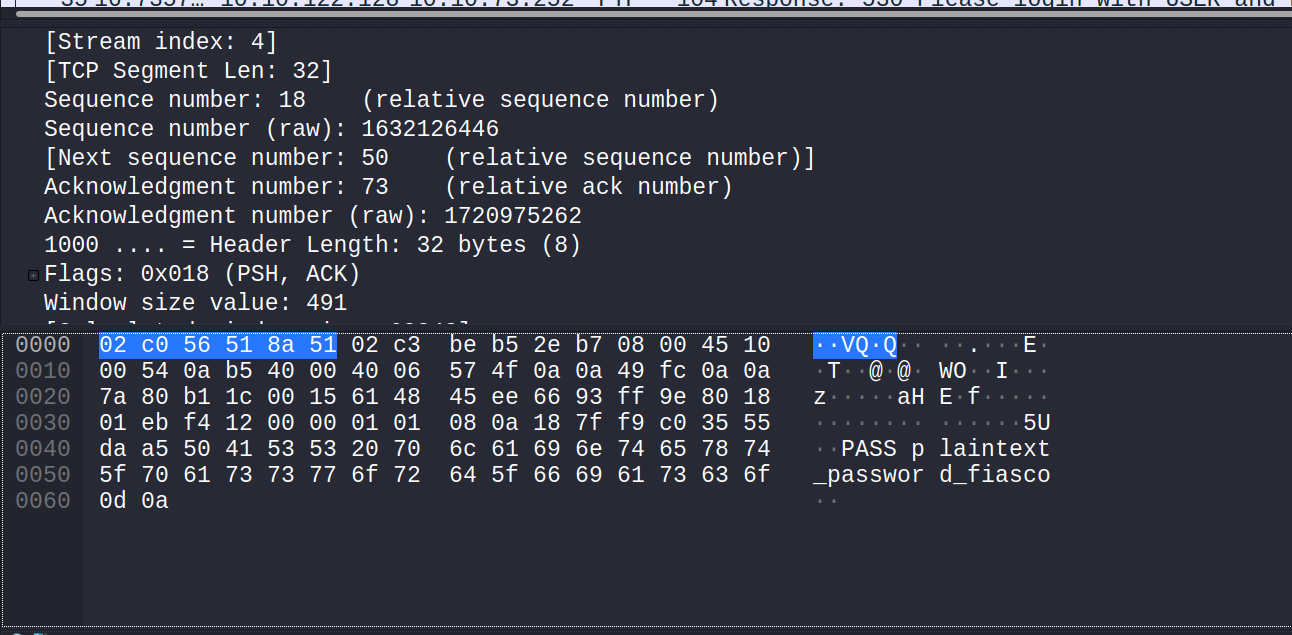 [Stream index: 4]
[TCP Segment Len: 32]
Sequence number: 18    (relative sequence number)
Sequence number (raw): 1632126446
[Next sequence number: 50    (relative sequence number)]
Acknowledgment number: 73    (relative ack number)
Acknowledgment number (raw): 1720975262
1000 .... = Header Length: 32 bytes (8)
Flags: 0x018 (PSH, ACK)
Window size value: 491
0000  02 c0 56 51 8a 51 02 c3  be b5 2e b7 08 00 45 10  ··VQ·Q·· ··.···E·
0010  00 54 0a b5 40 00 40 06  57 4f 0a 0a 49 fc 0a 0a  ·T··@·@· WO··I···
0020  7a 80 b1 1c 00 15 61 48  45 ee 66 93 ff 9e 80 18  z·····aH E·f·····
0030  01 eb f4 12 00 00 01 01  08 0a 18 7f f9 c0 35 55  ········ ······5U
0040  da a5 50 41 53 53 20 70  6c 61 69 6e 74 65 78 74  ··PASS p laintext
0050  5f 70 61 73 73 77 6f 72  64 5f 66 69 61 73 63 6f  _passwor d_fiasco
0060  0d 0a  ··